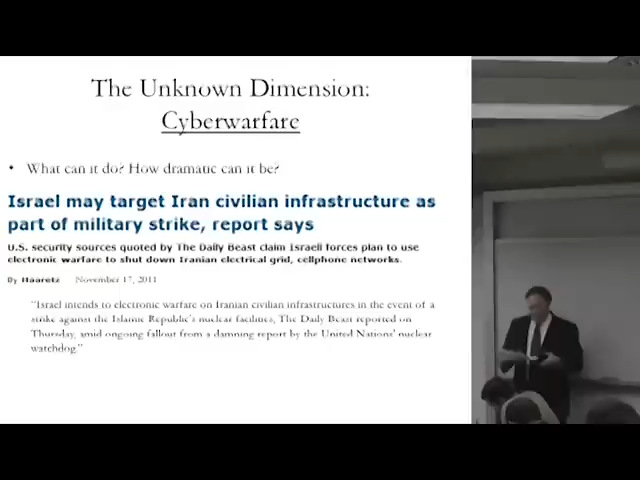 The Unknown Dimension:
Cyberwarfare
• What can it do? How dramatic can it be?
Israel may target Iran civilian infrastructure as
part of military strike, report says
U.S. security sources quoted by The Daily Beast claim Israeli forces plan to use
electronic warfare to shut down Iranian electrical grid, cellphone networks.
By Haaretz November 17, 2011
"Israel intends to electronic warfare on Iranian civilian infrastructures in the event of a
strike against the Islamic Republic's nuclear facilities, The Daily Beast reported on
Thursday, amid ongoing fallout from a damning report by the United Nations' nuclear
watchdog."